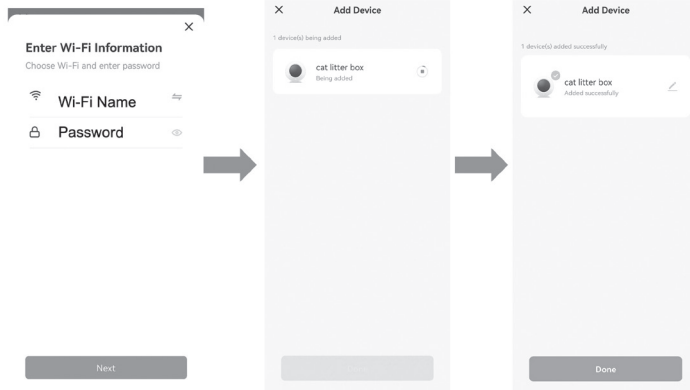 Enter Wi-Fi Information
Choose Wi-Fi and enter password
Wi-Fi Name
Password
Next
Add Device
1 device(s) being added
cat litter box
Being added
Add Device
1 device(s) added successfully
cat litter box
Added successfully
Done